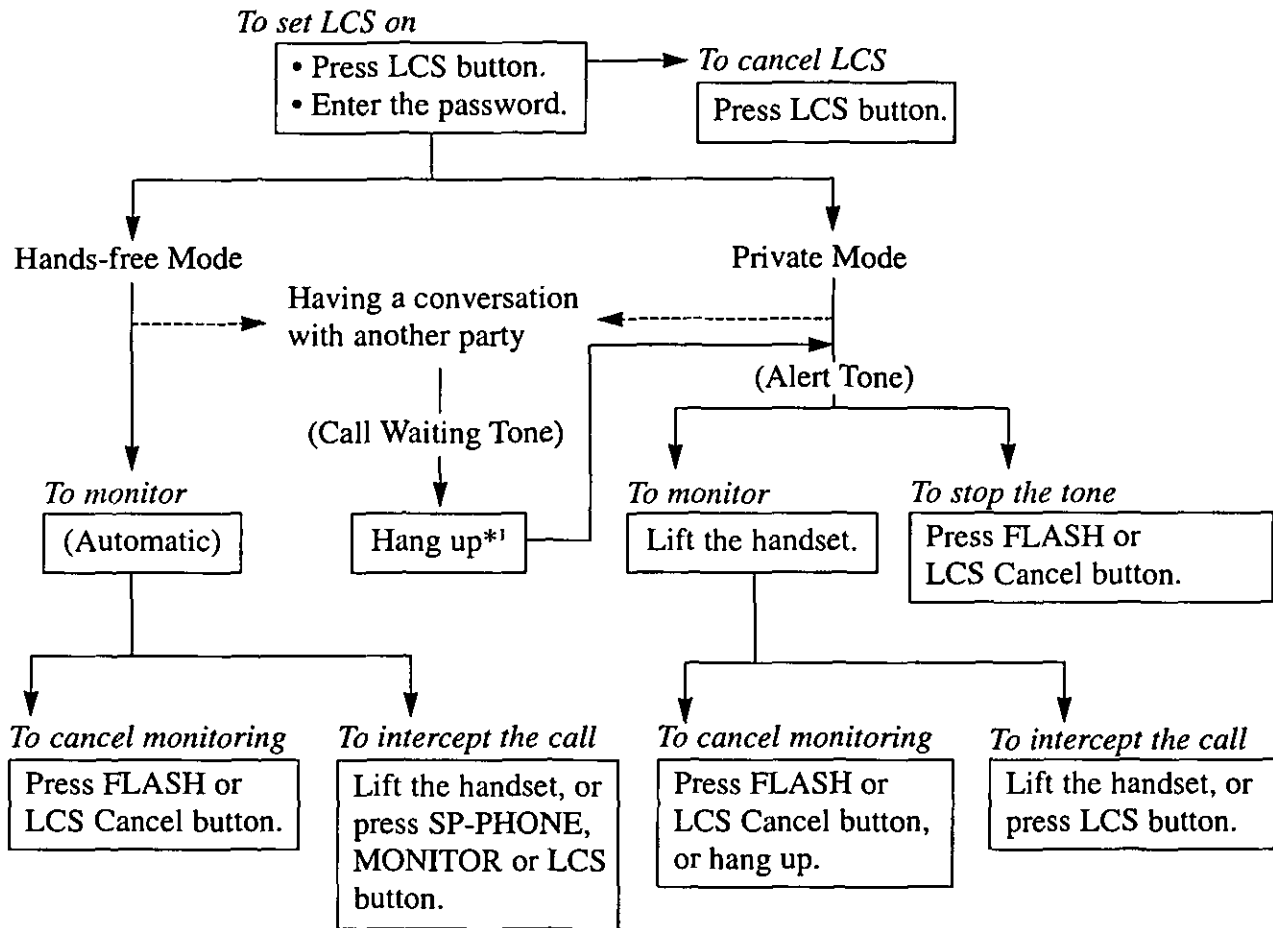 To set LCS on
• Press LCS button.
• Enter the password.
To cancel LCS
Press LCS button.
Hands-free Mode
Private Mode
Having a conversation
with another party
(Alert Tone)
(Call Waiting Tone)
To monitor
(Automatic)
Hang up*1
To monitor
Lift the handset.
To stop the tone
Press FLASH or
LCS Cancel button.
To cancel monitoring
Press FLASH or
LCS Cancel button.
To intercept the call
Lift the handset, or
press SP-PHONE,
MONITOR or LCS
button.
To cancel monitoring
Press FLASH or
LCS Cancel button,
or hang up.
To intercept the call
Lift the handset, or
press LCS button.